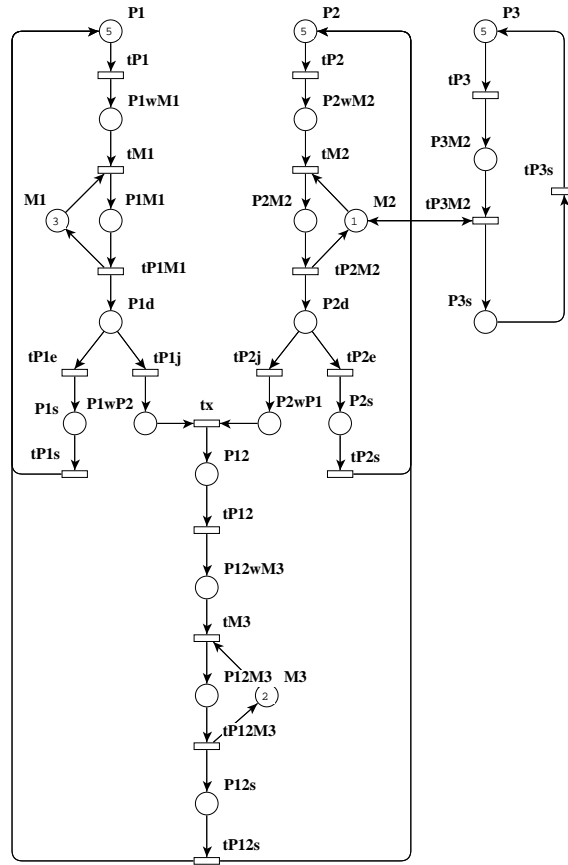 P1 P2 P3
5 5 5
tP1 tP2 tP3
P1wM1 P2wM2
P3M2
tM1 tM2 tP3s
M1 P1M1 P2M2 M2 tP3M2
3 1
tP1M1 tP2M2
P1d P2d P3s
tP1e tP1j tP2j tP2e
P1s P1wP2 tx P2wP1 P2s
tP1s P12 tP2s
tP12
P12wM3
tM3
P12M3 M3
2
tP12M3
P12s
tP12s